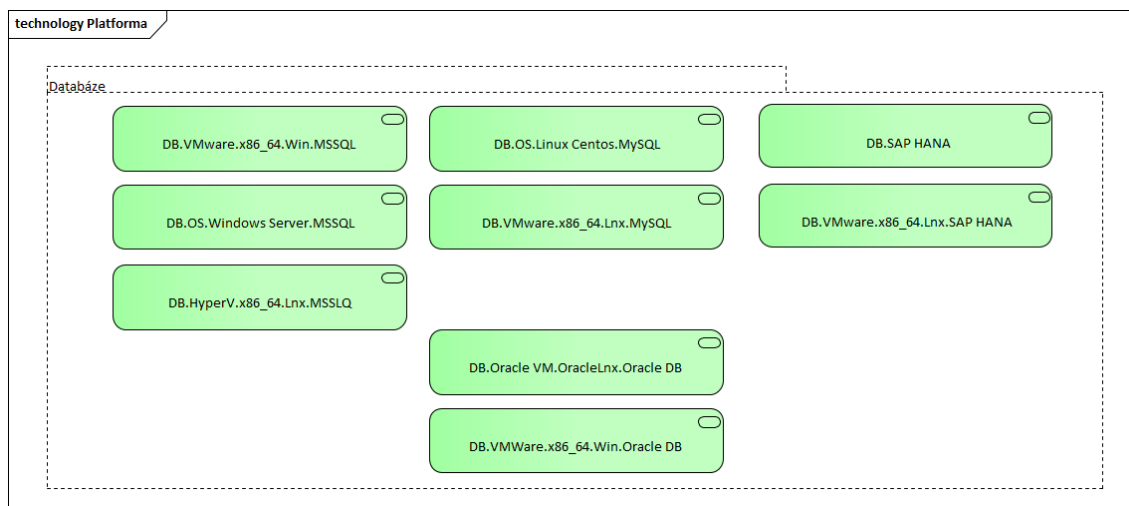 technology Platforma
Databáze
DB.VMware.x86_64.Win.MSSQL
DB.OS.Linux Centos.MySQL
DB.SAP HANA
DB.OS.Windows Server.MSSQL
DB.VMware.x86_64.Lnx.MySQL
DB.VMware.x86_64.Lnx.SAP HANA
DB.HyperV.x86_64.Lnx.MSSLQ
DB.Oracle VM.OracleLnx.Oracle DB
DB.VMWare.x86_64.Win.Oracle DB